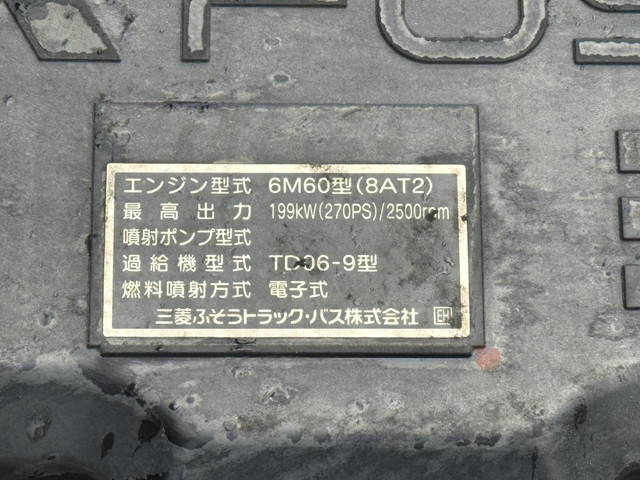 FUSO
エンジン型式 6M60型(8AT2)
最高出力 199kW(270PS)/2500rpm
噴射ポンプ型式
過給機型式 TD06-9型
燃料噴射方式 電子式
三菱ふそうトラック・バス株式会社 EH